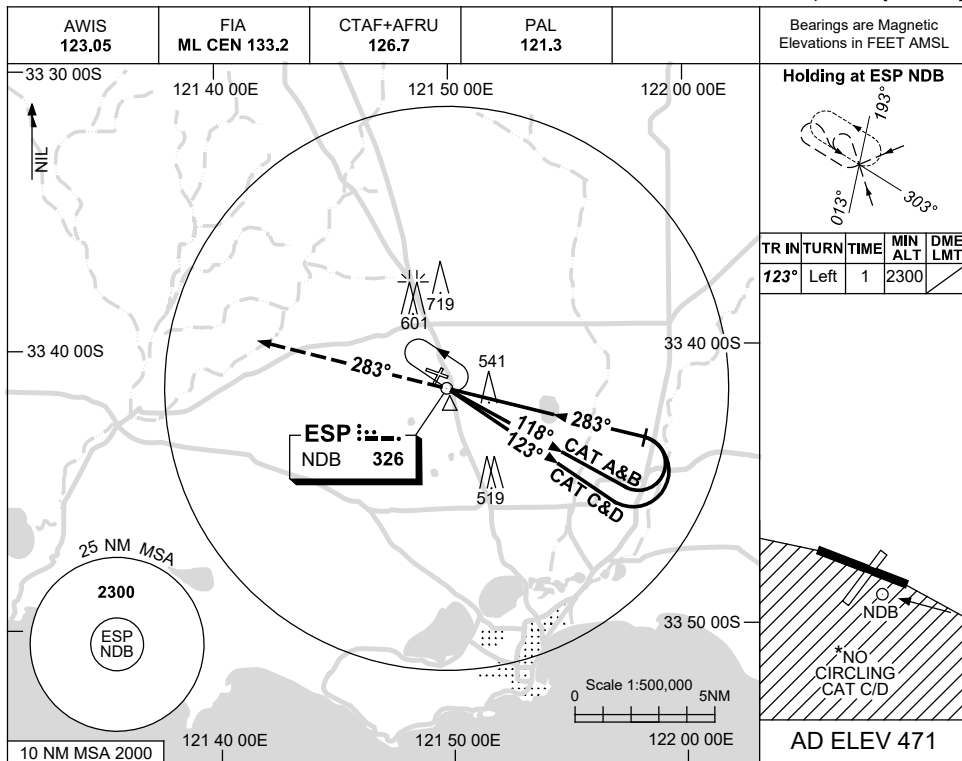 AWIS
123.05
FIA
ML CEN 133.2
CTAF+AFRU
126.7
PAL
121.3
Bearings are Magnetic
Elevations in FEET AMSL
33 30 00S
121 40 00E
121 50 00E
122 00 00E
NIL
Holding at ESP NDB
193°
013°
303°
TR IN
TURN
TIME
MIN
ALT
DME
LMT
123°
Left
1
2300
719
601
33 40 00S
33 40 00S
541
283°
283°
118°
CAT A&B
123°
CAT C&D
ESP
NDB 326
519
25 NM MSA
2300
ESP
NDB
33 50 00S
NDB
*NO
CIRCLING
CAT C/D
Scale 1:500,000
0
5NM
10 NM MSA 2000
121 40 00E
121 50 00E
122 00 00E
AD ELEV 471